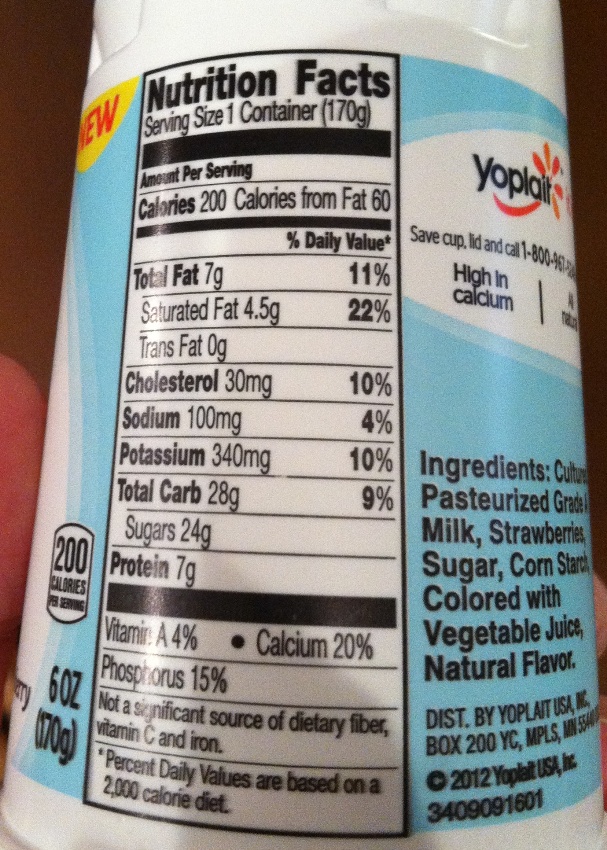 NEW
Nutrition Facts
Serving Size 1 Container (170g)
Amount Per Serving
Calories 200 Calories from Fat 60
% Daily Value*
Total Fat 7g 11%
Saturated Fat 4.5g 22%
Trans Fat 0g
Cholesterol 30mg 10%
Sodium 100mg 4%
Potassium 340mg 10%
Total Carb 28g 9%
Sugars 24g
Protein 7g
Vitamin A 4% • Calcium 20%
Phosphorus 15%
Not a significant source of dietary fiber,
vitamin C and iron.
*Percent Daily Values are based on a
2,000 calorie diet.
200
CALORIES
PER SERVING
6 OZ
(170g)
Yoplait
Save cup, lid and call 1-800-967-
High in
calcium
Ingredients: Culture
Pasteurized Grade A
Milk, Strawberries,
Sugar, Corn Starch,
Colored with
Vegetable Juice,
Natural Flavor.
DIST. BY YOPLAIT USA, INC.
BOX 200 YC, MPLS, MN 5544
© 2012 Yoplait USA, Inc.
3409091601